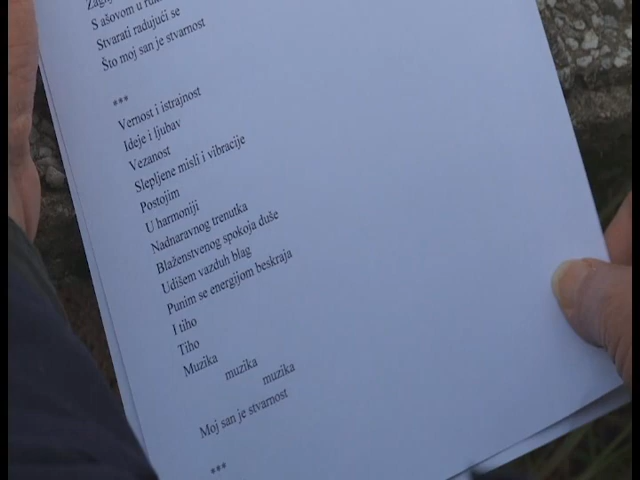 S ašovom u
Stvarati radujući se
Što moj san je stvarnost
***
Vernost i istrajnost
Ideje i ljubav
Vezanost
Slepljene misli i vibracije
Postojim
U harmoniji
Nadnaravnog trenutka
Blaženstvenog spokoja duše
Udišem vazduh blag
Punim se energijom beskraja
I tiho
Tiho
Muzika
muzika
muzika
Moj san je stvarnost
***